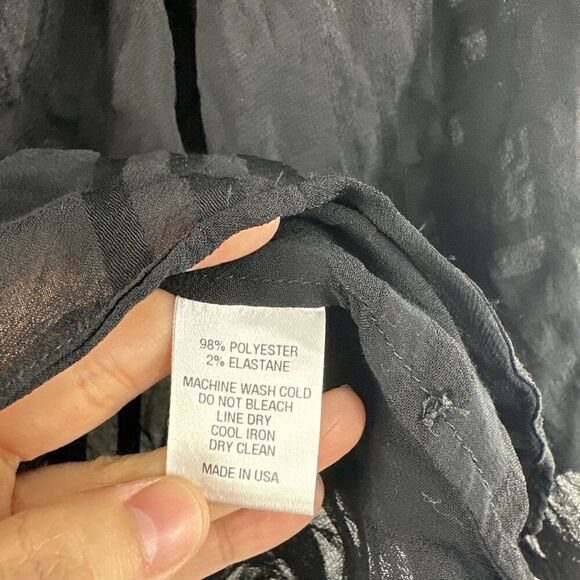 98% POLYESTER
2% ELASTANE
MACHINE WASH COLD
DO NOT BLEACH
LINE DRY
COOL IRON
DRY CLEAN
MADE IN USA